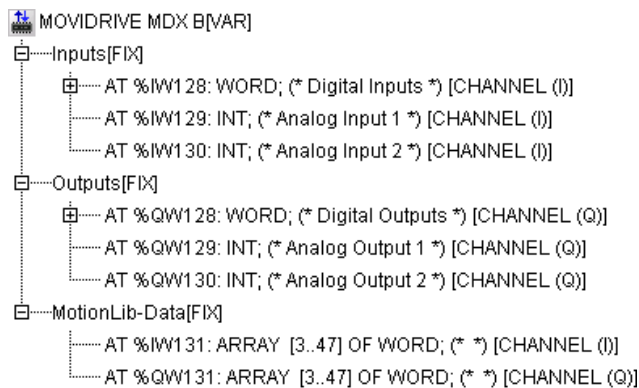 MOVIDRIVE MDX B[VAR]
Inputs[FIX]
AT %IW128: WORD; (* Digital Inputs *) [CHANNEL (I)]
AT %IW129: INT; (* Analog Input 1 *) [CHANNEL (I)]
AT %IW130: INT; (* Analog Input 2 *) [CHANNEL (I)]
Outputs[FIX]
AT %QW128: WORD; (* Digital Outputs *) [CHANNEL (Q)]
AT %QW129: INT; (* Analog Output 1 *) [CHANNEL (Q)]
AT %QW130: INT; (* Analog Output 2 *) [CHANNEL (Q)]
MotionLib-Data[FIX]
AT %IW131: ARRAY [3..47] OF WORD; (* *) [CHANNEL (I)]
AT %QW131: ARRAY [3..47] OF WORD; (* *) [CHANNEL (Q)]